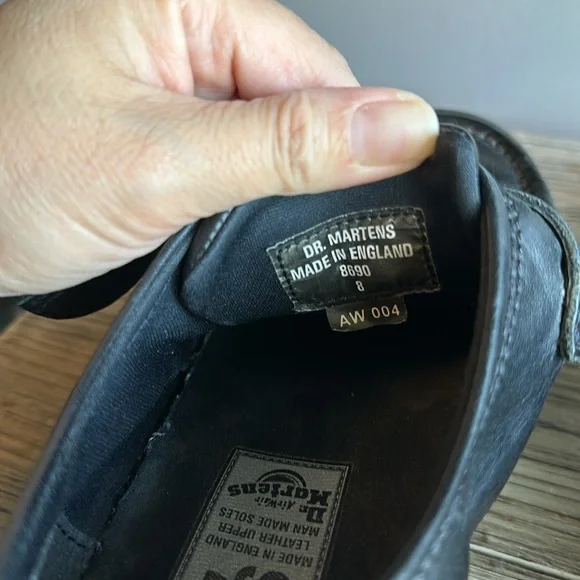 DR. MARTENS
MADE IN ENGLAND
8690
8
AW 004
Dr. AirWair
Martens
MADE IN ENGLAND
LEATHER UPPER
MAN MADE SOLES